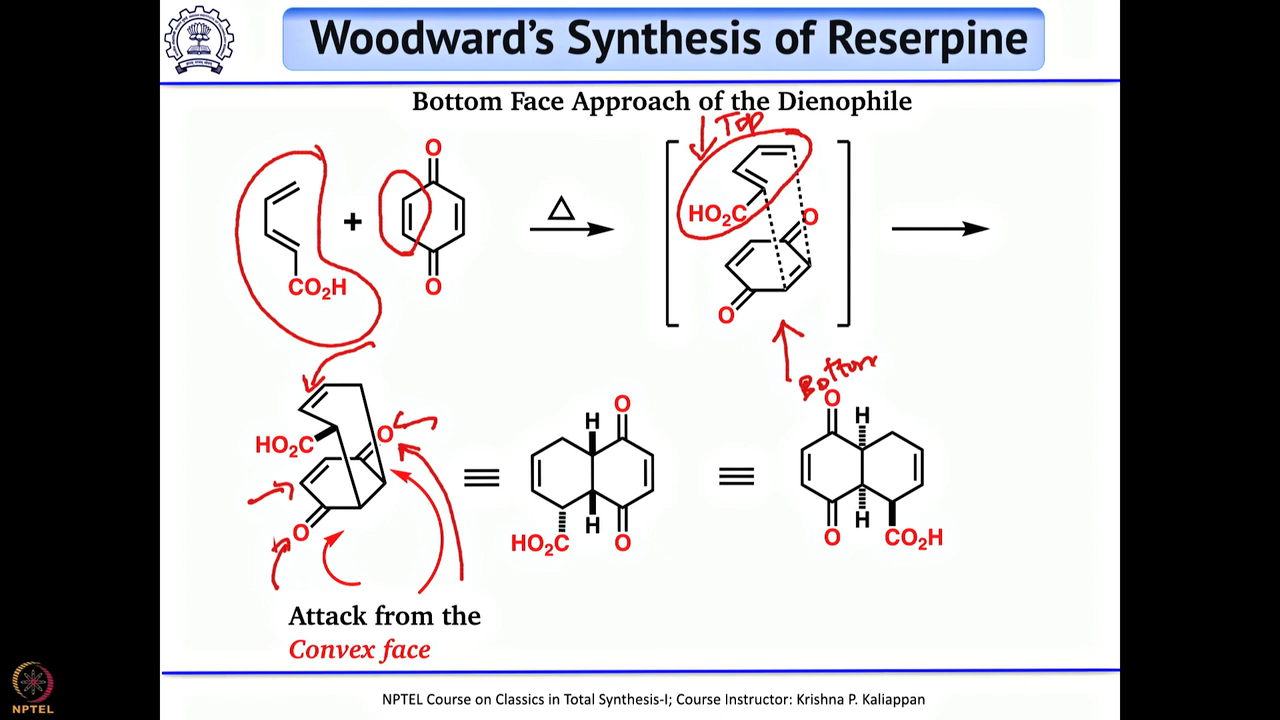 Woodward's Synthesis of Reserpine
Bottom Face Approach of the Dienophile
Top
O
+
CO₂H
O
HO₂C
O
O
Bottom
HO₂C
O
O
≡
H
O
HO₂C
H
O
≡
O
H
O
H
CO₂H
Attack from the
Convex face
NPTEL Course on Classics in Total Synthesis-I; Course Instructor: Krishna P. Kaliappan
NPTEL